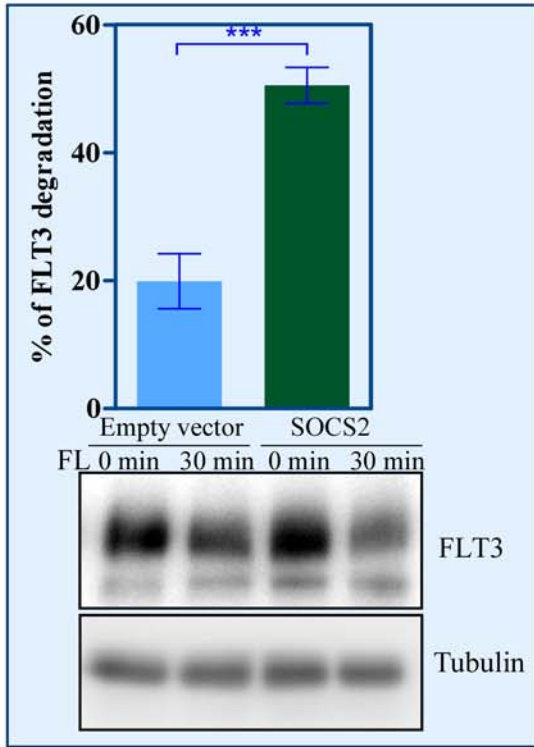 % of FLT3 degradation
60
40
20
0
***
Empty vector SOCS2
FL 0 min 30 min 0 min 30 min
FLT3
Tubulin